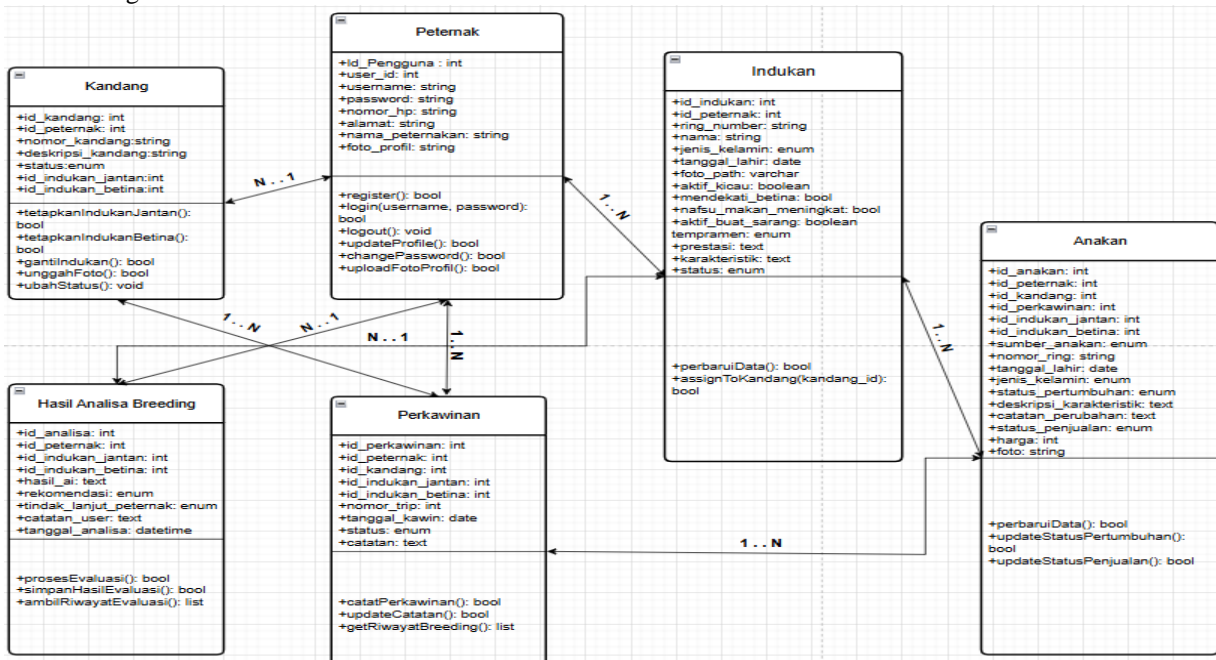 Peternak
+Id_Pengguna : int
+user_id: int
+username: string
+password: string
+nomor_hp: string
+alamat: string
+nama_peternakan: string
+foto_profil: string
+register(): bool
+login(username, password):
bool
+logout(): void
+updateProfile(): bool
+changePassword(): bool
+uploadFotoProfil(): bool
Kandang
+id_kandang: int
+id_peternak: int
+nomor_kandang:string
+deskripsi_kandang:string
+status:enum
+id_indukan_jantan:int
+id_indukan_betina:int
+tetapkanIndukanJantan():
bool
+tetapkanIndukanBetina():
bool
+gantiIndukan(): bool
+unggahFoto(): bool
+ubahStatus(): void
Indukan
+id_indukan: int
+id_peternak: int
+ring_number: string
+nama: string
+jenis_kelamin: enum
+tanggal_lahir: date
+foto_path: varchar
+aktif_kicau: boolean
+mendekati_betina: bool
+nafsu_makan_meningkat: bool
+aktif_buat_sarang: boolean
tempramen: enum
+prestasi: text
+karakteristik: text
+status: enum
+perbaruiData(): bool
+assignToKandang(kandang_id):
bool
Anakan
+id_anakan: int
+id_peternak: int
+id_kandang: int
+id_perkawinan: int
+id_indukan_jantan: int
+id_indukan_betina: int
+sumber_anakan: enum
+nomor_ring: string
+tanggal_lahir: date
+jenis_kelamin: enum
+status_pertumbuhan: enum
+deskripsi_karakteristik: text
+catatan_perubahan: text
+status_penjualan: enum
+harga: int
+foto: string
+perbaruiData(): bool
+updateStatusPertumbuhan():
bool
+updateStatusPenjualan(): bool
N..1
1..N
1..N
N..1
N..1
1..N
1..N
1..N
Hasil Analisa Breeding
+id_analisa: int
+id_peternak: int
+id_indukan_jantan: int
+id_indukan_betina: int
+hasil_ai: text
+rekomendasi: enum
+tindak_lanjut_peternak: enum
+catatan_user: text
+tanggal_analisa: datetime
+prosesEvaluasi(): bool
+simpanHasilEvaluasi(): bool
+ambilRiwayatEvaluasi(): list
Perkawinan
+id_perkawinan: int
+id_peternak: int
+id_kandang: int
+id_indukan_jantan: int
+id_indukan_betina: int
+nomor_trip: int
+tanggal_kawin: date
+status: enum
+catatan: text
+catatPerkawinan(): bool
+updateCatatan(): bool
+getRiwayatBreeding(): list